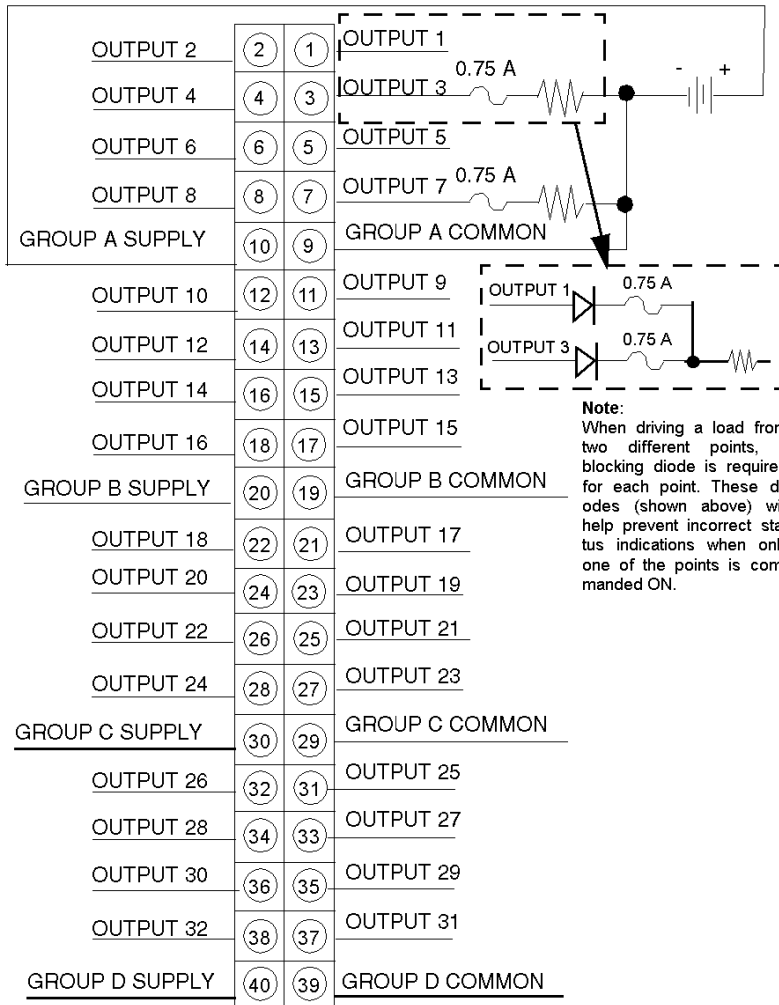 OUTPUT 2 2 1 OUTPUT 1
OUTPUT 4 4 3 OUTPUT 3 0.75 A - +
OUTPUT 6 6 5 OUTPUT 5
OUTPUT 8 8 7 OUTPUT 7 0.75 A
GROUP A SUPPLY 10 9 GROUP A COMMON
OUTPUT 10 12 11 OUTPUT 9
OUTPUT 12 14 13 OUTPUT 11
OUTPUT 14 16 15 OUTPUT 13
OUTPUT 16 18 17 OUTPUT 15
GROUP B SUPPLY 20 19 GROUP B COMMON
OUTPUT 18 22 21 OUTPUT 17
OUTPUT 20 24 23 OUTPUT 19
OUTPUT 22 26 25 OUTPUT 21
OUTPUT 24 28 27 OUTPUT 23
GROUP C SUPPLY 30 29 GROUP C COMMON
OUTPUT 26 32 31 OUTPUT 25
OUTPUT 28 34 33 OUTPUT 27
OUTPUT 30 36 35 OUTPUT 29
OUTPUT 32 38 37 OUTPUT 31
GROUP D SUPPLY 40 39 GROUP D COMMON
OUTPUT 1 0.75 A
OUTPUT 3 0.75 A
Note:
When driving a load
two different points,
blocking diode is require
for each point. These d
odes (shown above) wi
help prevent incorrect sta
tus indications when onl
one of the points is com
manded ON.